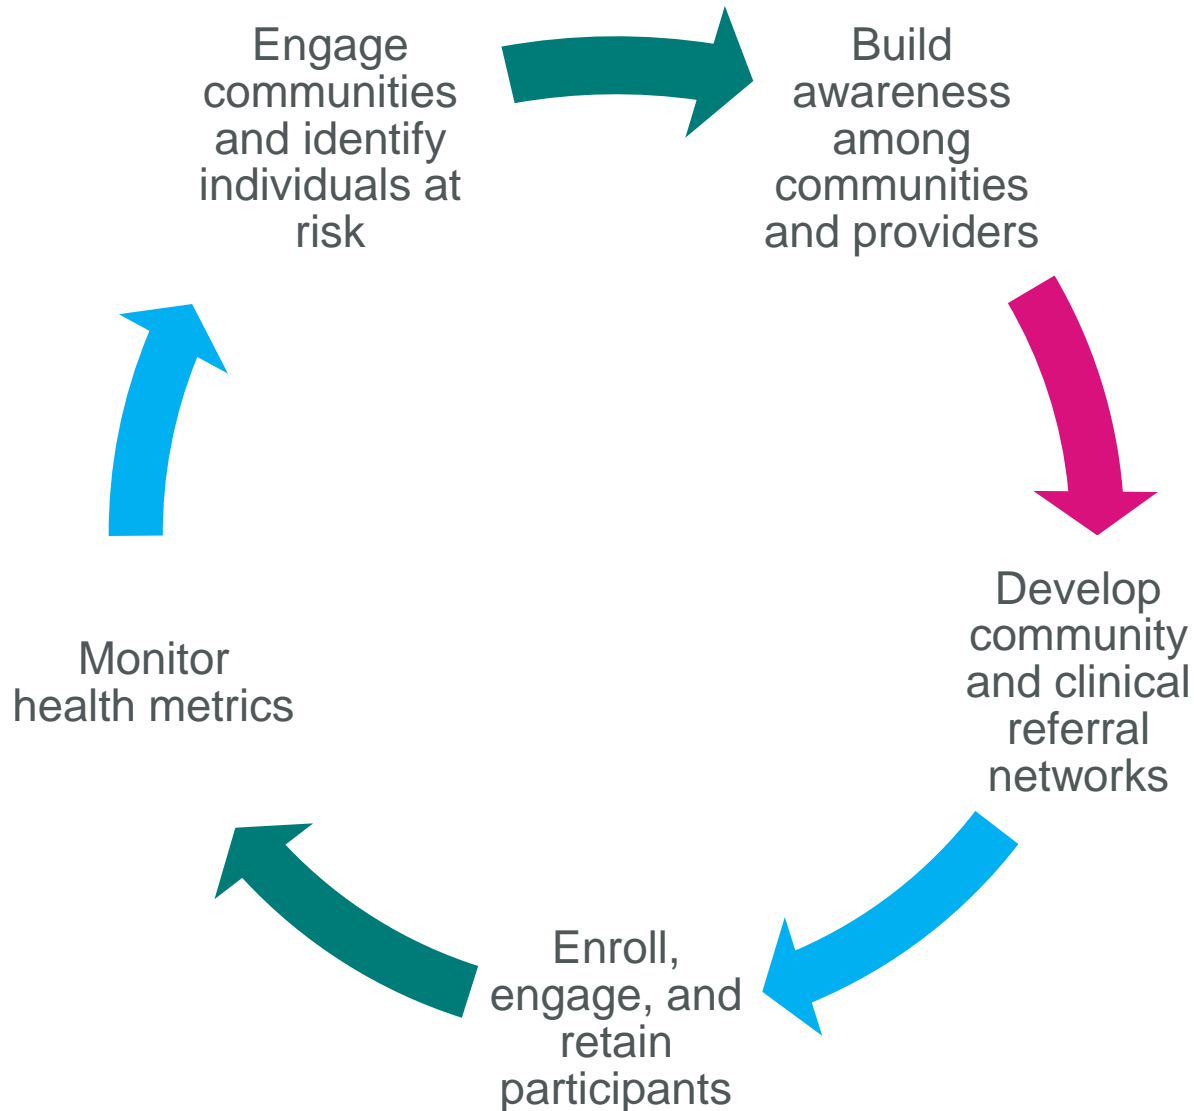 Engage
communities
and identify
individuals at
risk
Build
awareness
among
communities
and providers
Develop
community
and clinical
referral
networks
Enroll,
engage, and
retain
participants
Monitor
health metrics